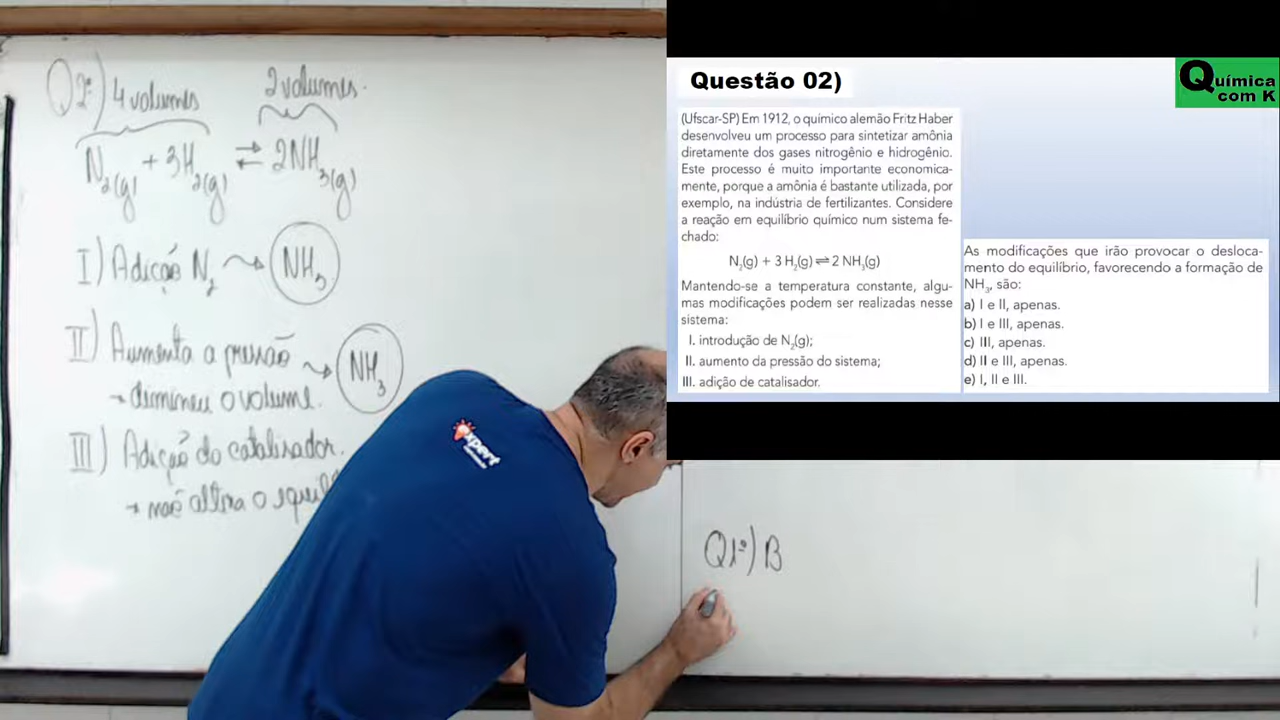 Q2º) 4 volumes 2 volumes.
N2(g) + 3H2(g) ⇌ 2NH3(g)
I) Adição N2 NH3
II) Aumenta a pressão NH3
→ diminui o volume.
III) Adição do catalisador.
→ não altera o
Q1º) B
expert
Questão 02)
Química
com K
(Ufscar-SP) Em 1912, o químico alemão Fritz Haber
desenvolveu um processo para sintetizar amônia
diretamente dos gases nitrogênio e hidrogênio.
Este processo é muito importante economica-
mente, porque a amônia é bastante utilizada, por
exemplo, na indústria de fertilizantes. Considere
a reação em equilíbrio químico num sistema fe-
chado:
N2(g) + 3 H2(g) ⇌ 2 NH3(g)
Mantendo-se a temperatura constante, algu-
mas modificações podem ser realizadas nesse
sistema:
I. introdução de N2(g);
II. aumento da pressão do sistema;
III. adição de catalisador.
As modificações que irão provocar o desloca-
mento do equilíbrio, favorecendo a formação de
NH3, são:
a) I e II, apenas.
b) I e III, apenas.
c) III, apenas.
d) II e III, apenas.
e) I, II e III.